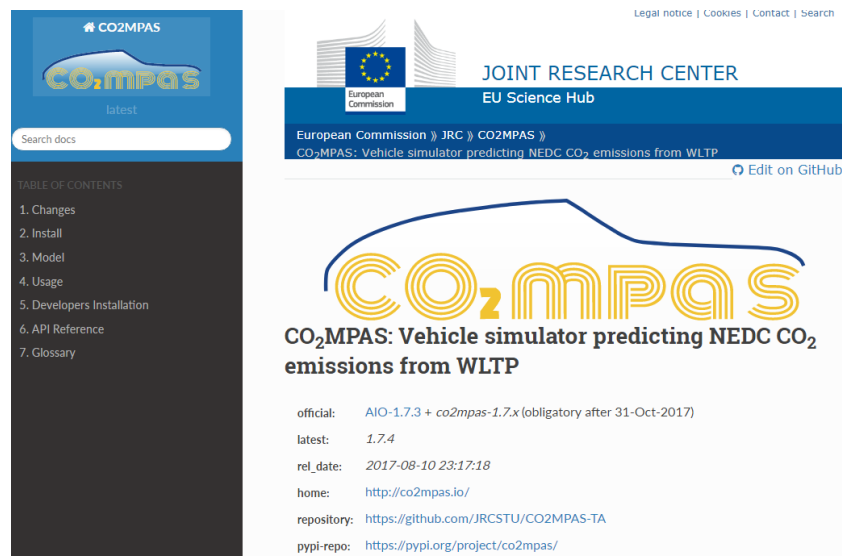 CO2MPAS
CO2MPAS
latest
Search docs
TABLE OF CONTENTS
1. Changes
2. Install
3. Model
4. Usage
5. Developers Installation
6. API Reference
7. Glossary
Legal notice | Cookies | Contact | Search
European
Commission
JOINT RESEARCH CENTER
EU Science Hub
European Commission ⟫ JRC ⟫ CO2MPAS ⟫
CO₂MPAS: Vehicle simulator predicting NEDC CO₂ emissions from WLTP
Edit on GitHub
CO₂mpas
CO₂MPAS: Vehicle simulator predicting NEDC CO₂
emissions from WLTP
official: AIO-1.7.3 + co2mpas-1.7.x (obligatory after 31-Oct-2017)
latest: 1.7.4
rel_date: 2017-08-10 23:17:18
home: http://co2mpas.io/
repository: https://github.com/JRCSTU/CO2MPAS-TA
pypi-repo: https://pypi.org/project/co2mpas/